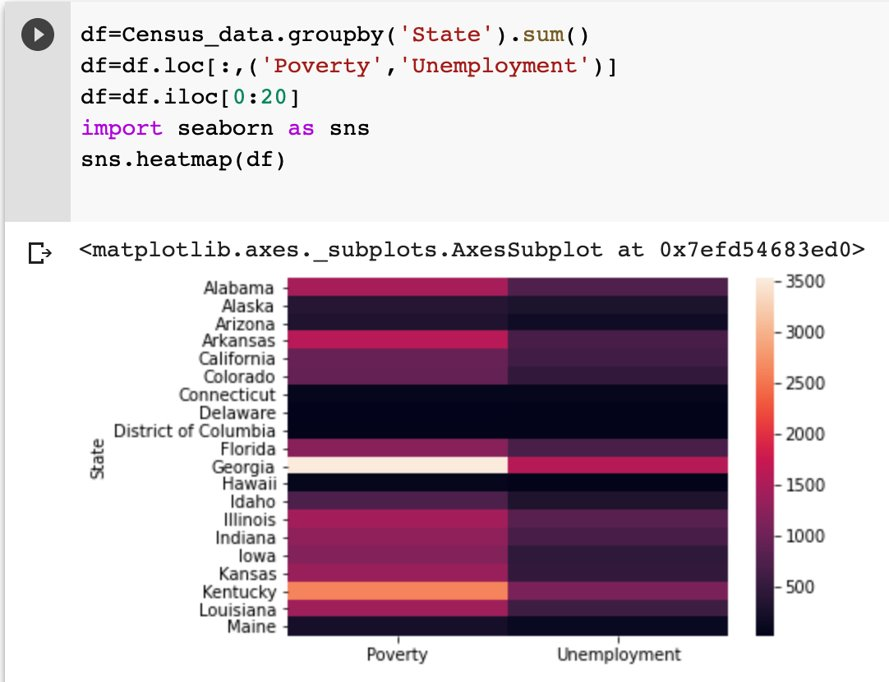 df=Census_data.groupby('State').sum()
df=df.loc[:,('Poverty','Unemployment')]
df=df.iloc[0:20]
import seaborn as sns
sns.heatmap(df)
<matplotlib.axes._subplots.AxesSubplot at 0x7efd54683ed0>
State
Alabama
Alaska
Arizona
Arkansas
California
Colorado
Connecticut
Delaware
District of Columbia
Florida
Georgia
Hawaii
Idaho
Illinois
Indiana
Iowa
Kansas
Kentucky
Louisiana
Maine
Poverty Unemployment
3500
3000
2500
2000
1500
1000
500